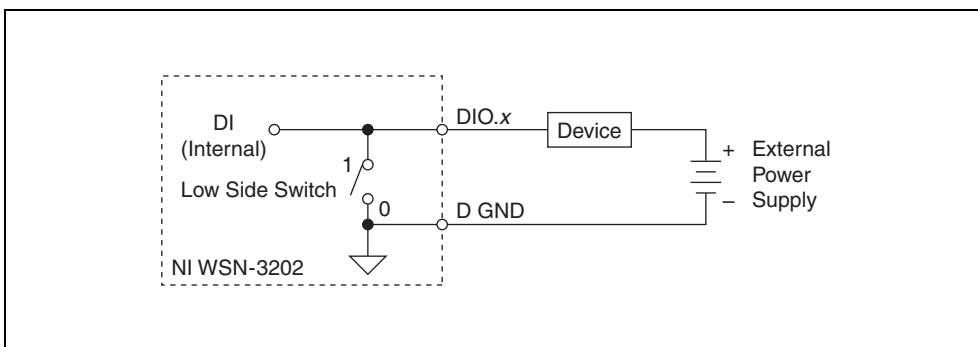 DI
(Internal)
DIO.x
Device
+
External
Power
Supply
–
1
Low Side Switch
0
D GND
NI WSN-3202